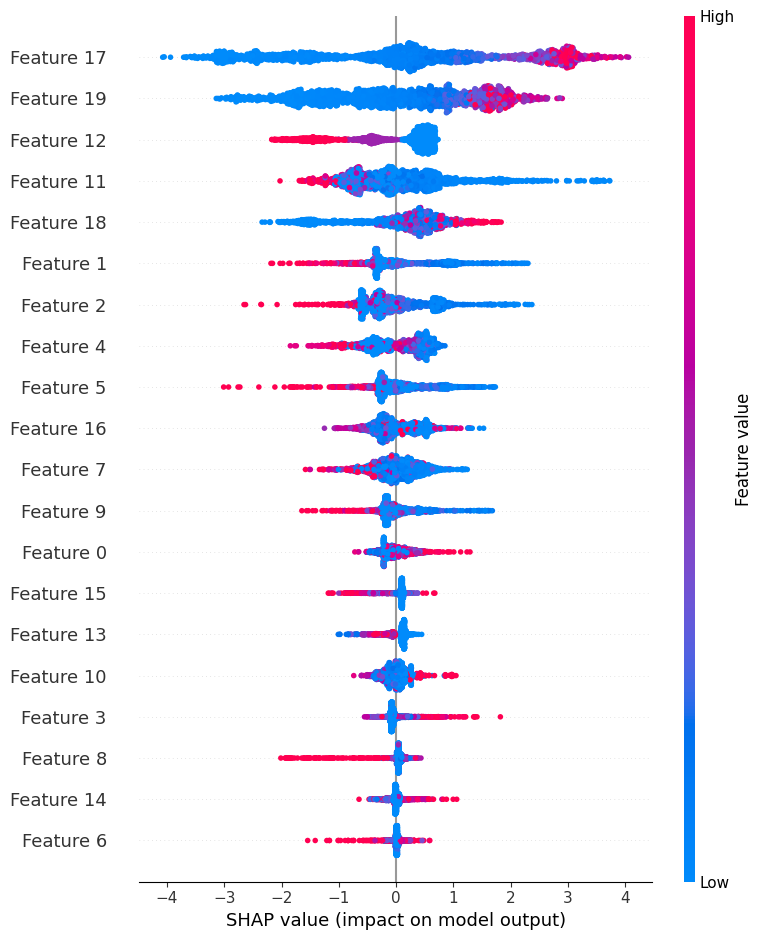 High
Feature 17
Feature 19
Feature 12
Feature 11
Feature 18
Feature 1
Feature 2
Feature 4
Feature 5
Feature 16
Feature 7
Feature 9
Feature 0
Feature 15
Feature 13
Feature 10
Feature 3
Feature 8
Feature 14
Feature 6
Feature value
Low
−4 −3 −2 −1 0 1 2 3 4
SHAP value (impact on model output)